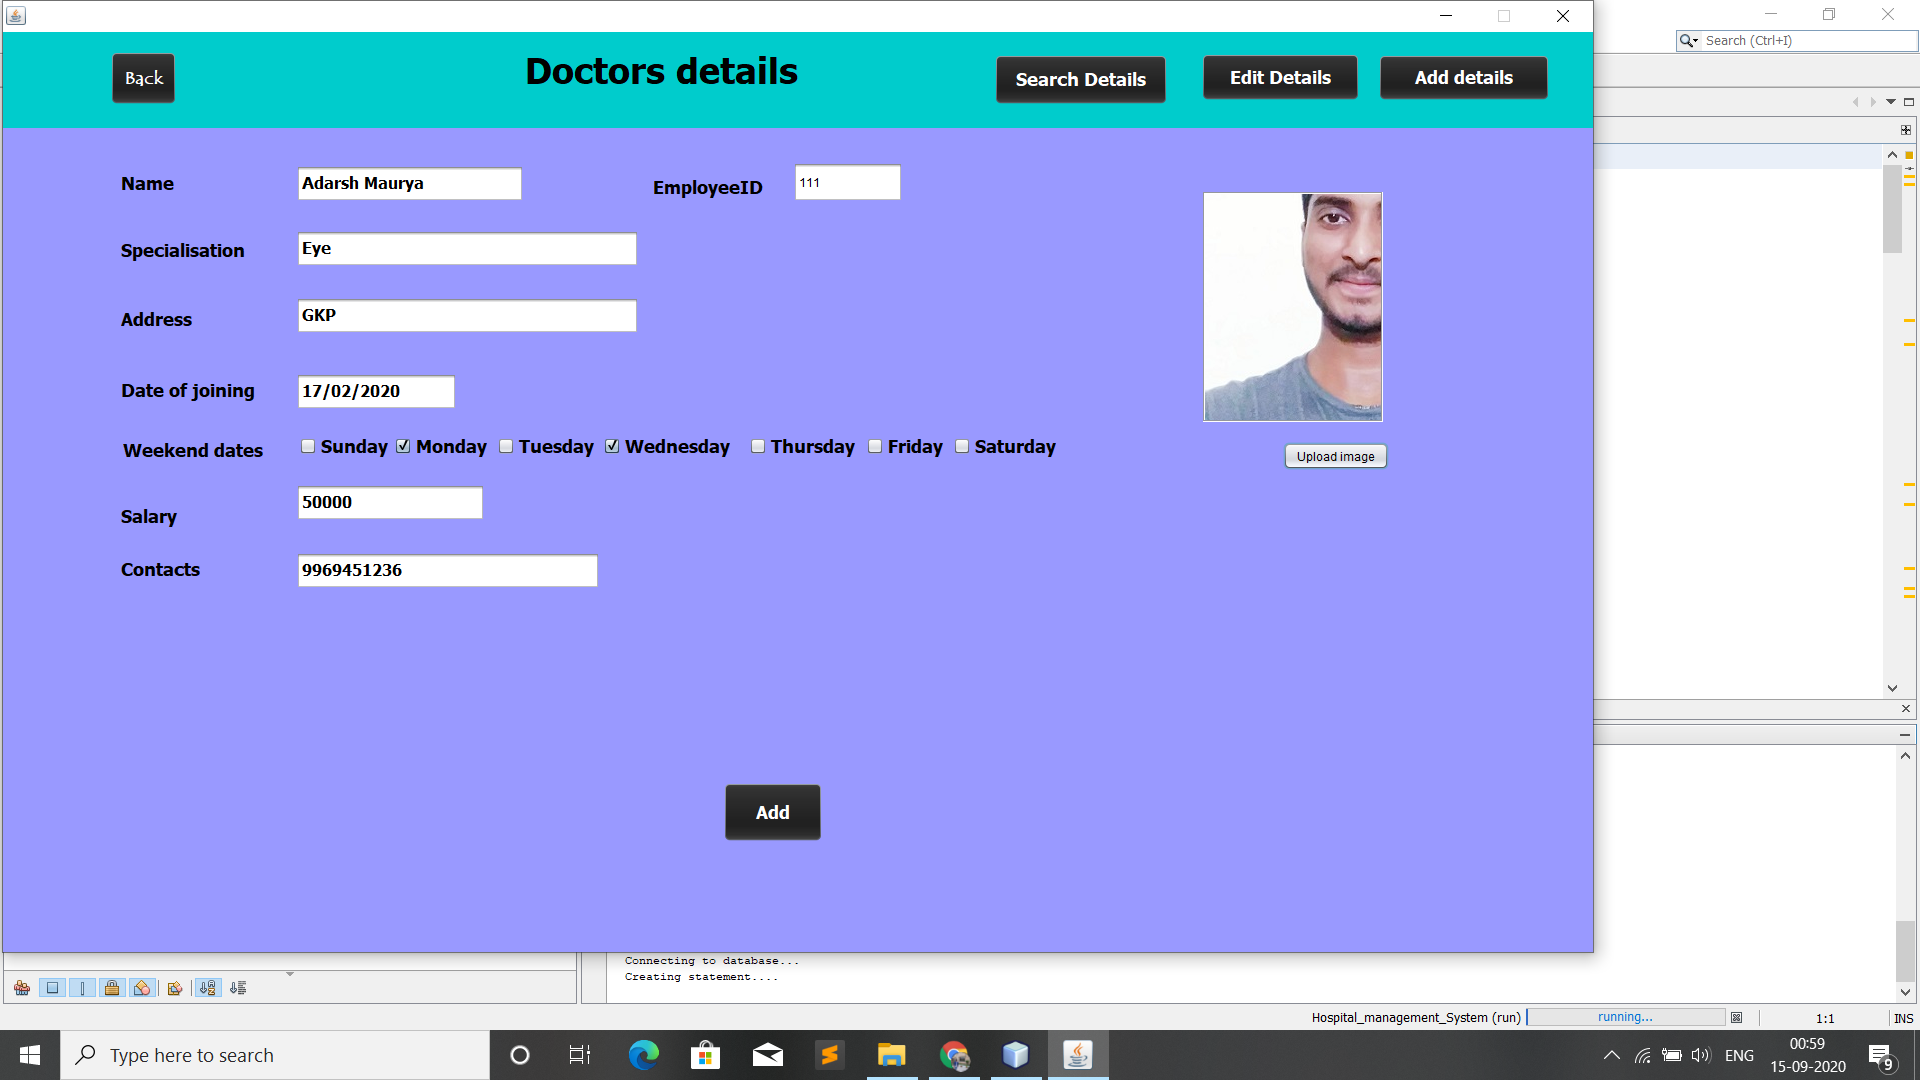 Search (Ctrl+I)
Back
Doctors details
Search Details
Edit Details
Add details
Name
Adarsh Maurya
EmployeeID
111
Specialisation
Eye
Address
GKP
Date of joining
17/02/2020
Weekend dates
Sunday Monday Tuesday Wednesday Thursday Friday Saturday
Upload image
Salary
50000
Contacts
9969451236
Add
Connecting to database...
Creating statement....
Hospital_management_System (run)
running...
1:1
INS
Type here to search
ENG
00:59
15-09-2020
9